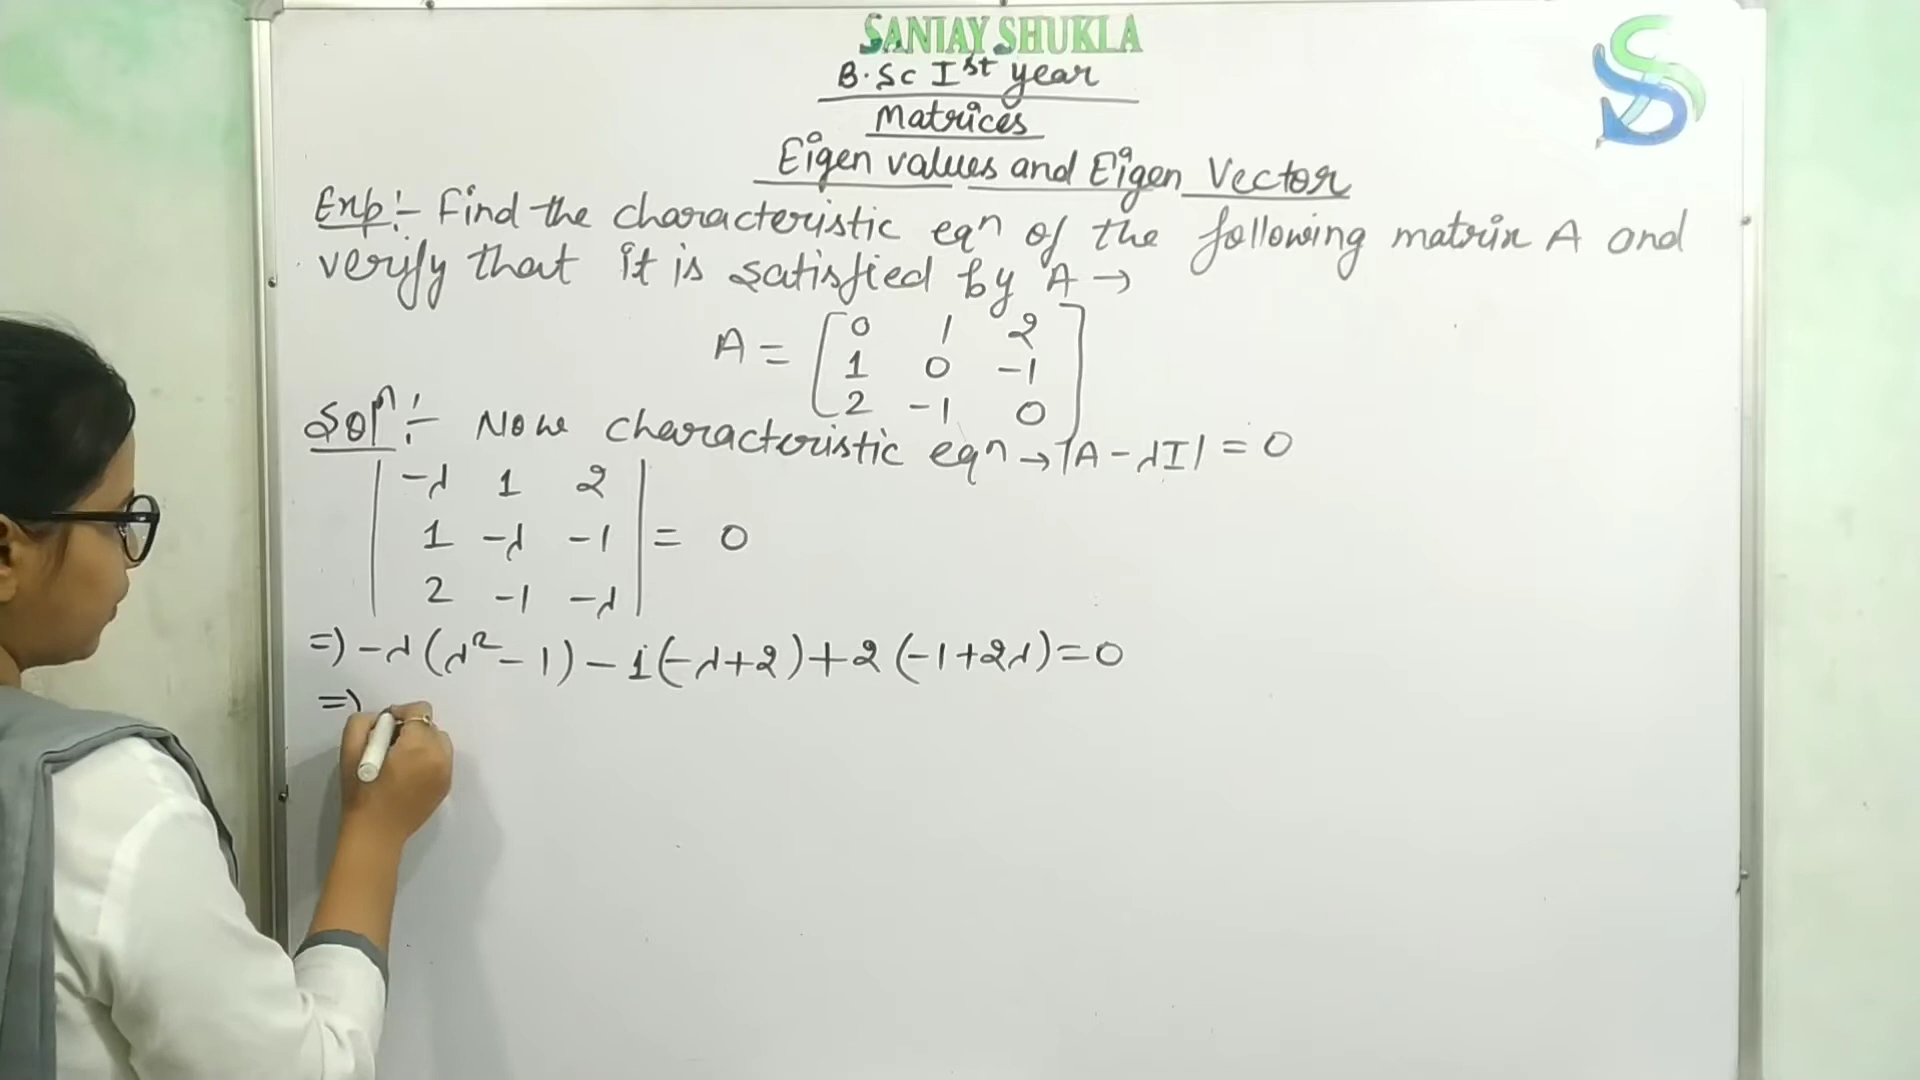 SANJAY SHUKLA
B.Sc Ist year
Matrices
Eigen values and Eigen Vector
Exp:- Find the characteristic eqn of the following matrix A and
verify that it is satisfied by A →
A = [ 0 1 2
1 0 -1
2 -1 0 ]
Soln:- Now characteristic eqn → |A - λI| = 0
| -λ 1 2 |
| 1 -λ -1 | = 0
| 2 -1 -λ |
=) -λ(λ² - 1) - 1(-λ+2) + 2(-1+2λ) = 0
=)